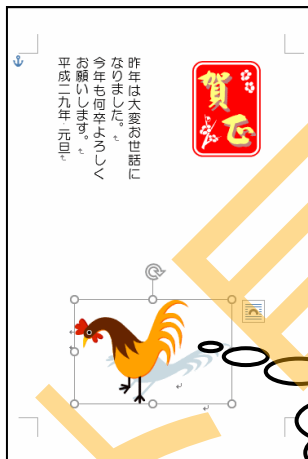 賀正
昨年は大変お世話に
なりました。
今年も何卒よろしく
お願いします。
平成二九年 元旦